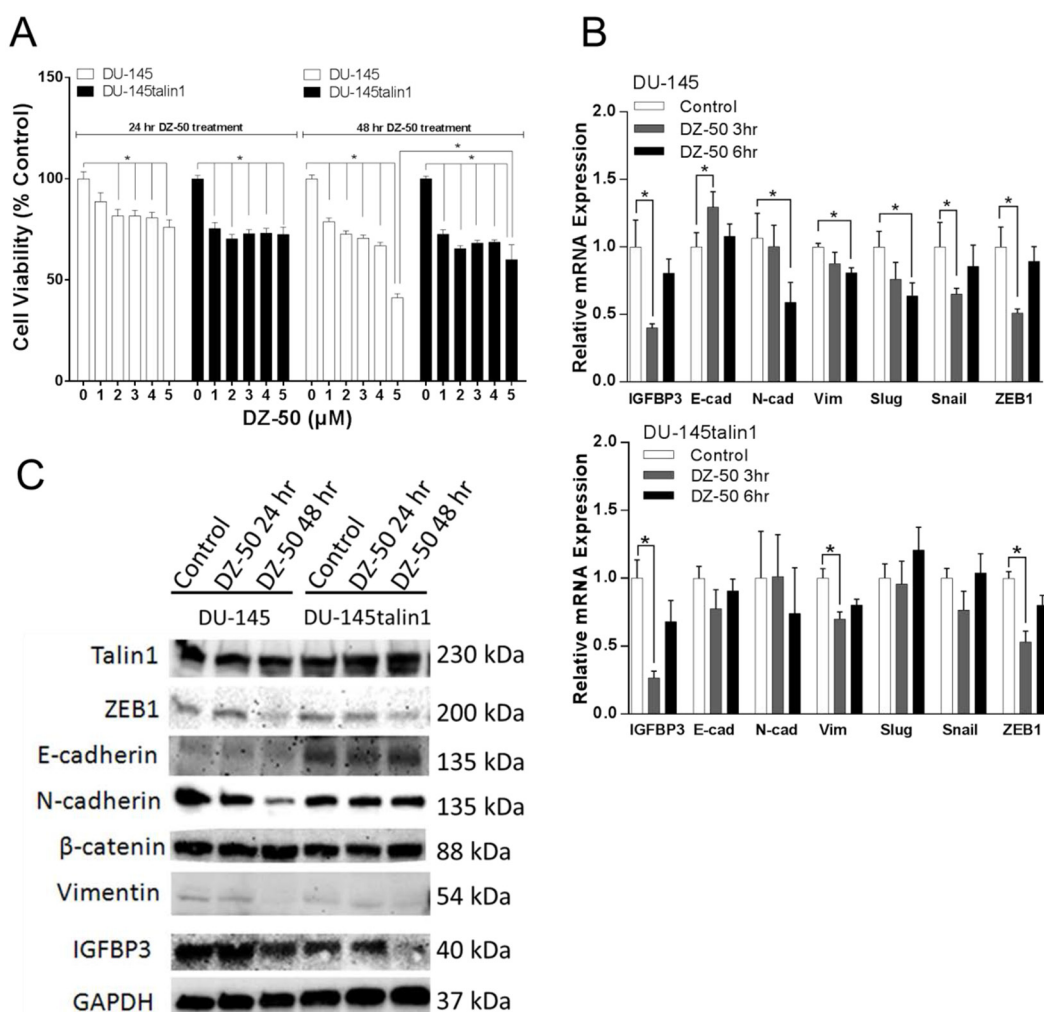 A
Cell Viability (% Control)
150
100
50
0
DU-145
DU-145talin1
DU-145
DU-145talin1
24 hr DZ-50 treatment
48 hr DZ-50 treatment
* * * * *
0 1 2 3 4 5 0 1 2 3 4 5 0 1 2 3 4 5 0 1 2 3 4 5
DZ-50 (µM)
B
DU-145
Control
DZ-50 3hr
DZ-50 6hr
Relative mRNA Expression
2.0
1.5
1.0
0.5
0.0
* * * * * * *
IGFBP3 E-cad N-cad Vim Slug Snail ZEB1
DU-145talin1
Control
DZ-50 3hr
DZ-50 6hr
Relative mRNA Expression
2.0
1.5
1.0
0.5
0.0
* * *
IGFBP3 E-cad N-cad Vim Slug Snail ZEB1
C
Control DZ-50 24 hr DZ-50 48 hr Control DZ-50 24 hr DZ-50 48 hr
DU-145 DU-145talin1
Talin1 230 kDa
ZEB1 200 kDa
E-cadherin 135 kDa
N-cadherin 135 kDa
β-catenin 88 kDa
Vimentin 54 kDa
IGFBP3 40 kDa
GAPDH 37 kDa